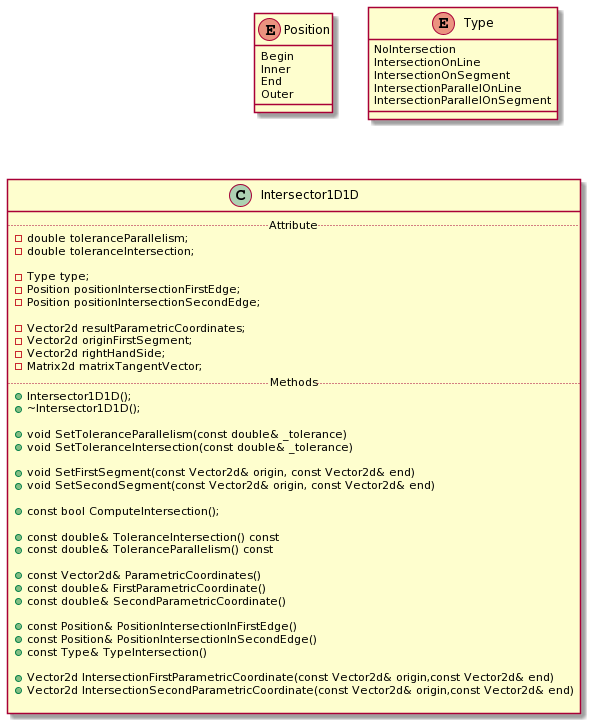 E Position
Begin
Inner
End
Outer
E Type
NoIntersection
IntersectionOnLine
IntersectionOnSegment
IntersectionParallelOnLine
IntersectionParallelOnSegment
C Intersector1D1D
Attribute
double toleranceParallelism;
double toleranceIntersection;
Type type;
Position positionIntersectionFirstEdge;
Position positionIntersectionSecondEdge;
Vector2d resultParametricCoordinates;
Vector2d originFirstSegment;
Vector2d rightHandSide;
Matrix2d matrixTangentVector;
Methods
Intersector1D1D();
~Intersector1D1D();
void SetToleranceParallelism(const double& _tolerance)
void SetToleranceIntersection(const double& _tolerance)
void SetFirstSegment(const Vector2d& origin, const Vector2d& end)
void SetSecondSegment(const Vector2d& origin, const Vector2d& end)
const bool ComputeIntersection();
const double& ToleranceIntersection() const
const double& ToleranceParallelism() const
const Vector2d& ParametricCoordinates()
const double& FirstParametricCoordinate()
const double& SecondParametricCoordinate()
const Position& PositionIntersectionInFirstEdge()
const Position& PositionIntersectionInSecondEdge()
const Type& TypeIntersection()
Vector2d IntersectionFirstParametricCoordinate(const Vector2d& origin,const Vector2d& end)
Vector2d IntersectionSecondParametricCoordinate(const Vector2d& origin,const Vector2d& end)